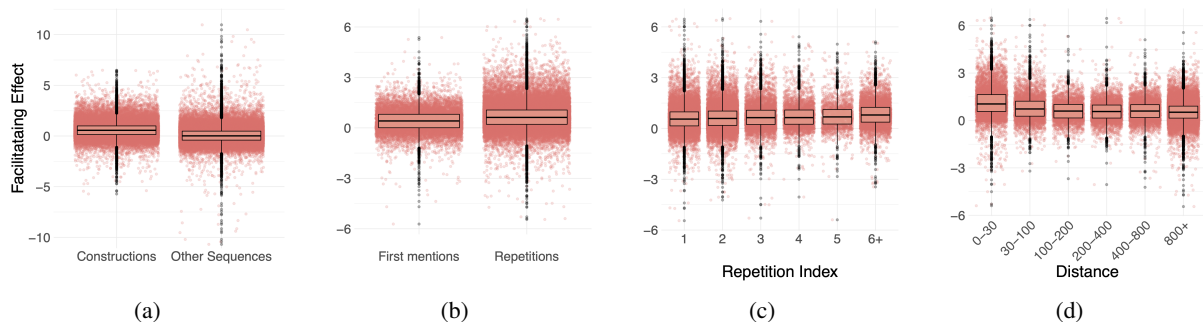 Facilitataing Effect
10
5
0
−5
−10
Constructions
Other Sequences
(a)
6
3
0
−3
−6
First mentions
Repetitions
(b)
6
3
0
−3
−6
1
2
3
4
5
6+
Repetition Index
(c)
6
3
0
−3
−6
0−30
30−100
100−200
200−400
400−800
800+
Distance
(d)